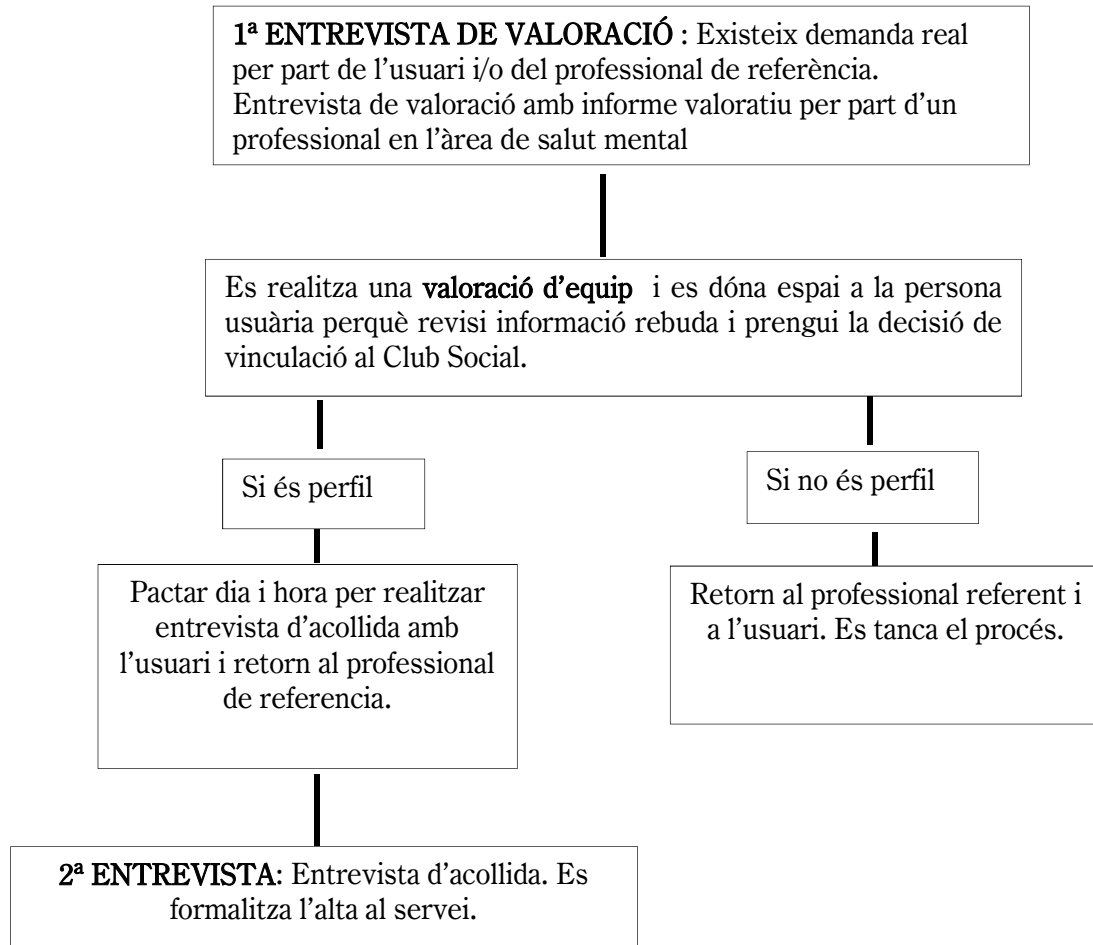 1ª ENTREVISTA DE VALORACIÓ : Existeix demanda real
per part de l’usuari i/o del professional de referència.
Entrevista de valoració amb informe valoratiu per part d’un
professional en l’àrea de salut mental
Es realitza una valoració d’equip i es dóna espai a la persona
usuària perquè revisi informació rebuda i prengui la decisió de
vinculació al Club Social.
Si és perfil
Si no és perfil
Pactar dia i hora per realitzar
entrevista d’acollida amb
l’usuari i retorn al professional
de referencia.
Retorn al professional referent i
a l’usuari. Es tanca el procés.
2ª ENTREVISTA: Entrevista d’acollida. Es
formalitza l’alta al servei.